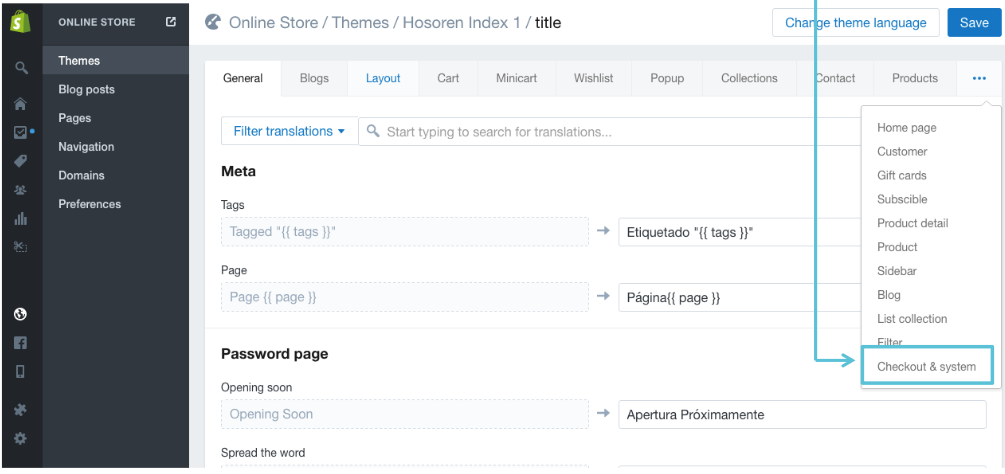 ONLINE STORE
Themes
Blog posts
Pages
Navigation
Domains
Preferences
Online Store / Themes / Hosoren Index 1 / title
Change theme language
Save
General
Blogs
Layout
Cart
Minicart
Wishlist
Popup
Collections
Contact
Products
Filter translations
Start typing to search for translations...
Home page
Customer
Gift cards
Subscible
Product detail
Product
Sidebar
Blog
List collection
Filter
Checkout & system
Meta
Tags
Tagged "{{ tags }}"
Etiquetado "{{ tags }}"
Page
Page {{ page }}
Página{{ page }}
Password page
Opening soon
Opening Soon
Apertura Próximamente
Spread the word